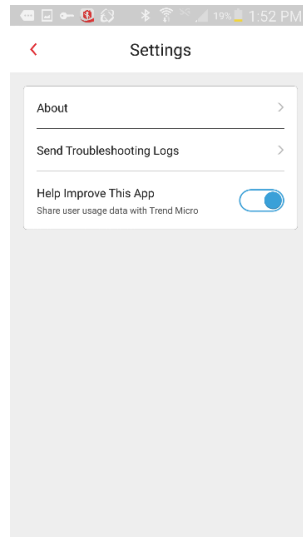 19% 1:52 PM
Settings
About
Send Troubleshooting Logs
Help Improve This App
Share user usage data with Trend Micro